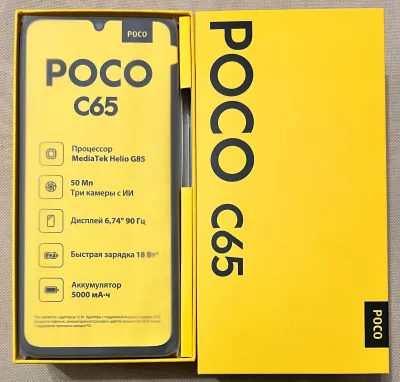 POCO
POCO
C65
Процессор
MediaTek Helio G85
50 Мп
Три камеры с ИИ
Дисплей 6,74" 90 Гц
Быстрая зарядка 18 Вт*
Аккумулятор
5000 мА·ч
POCO C65
POCO